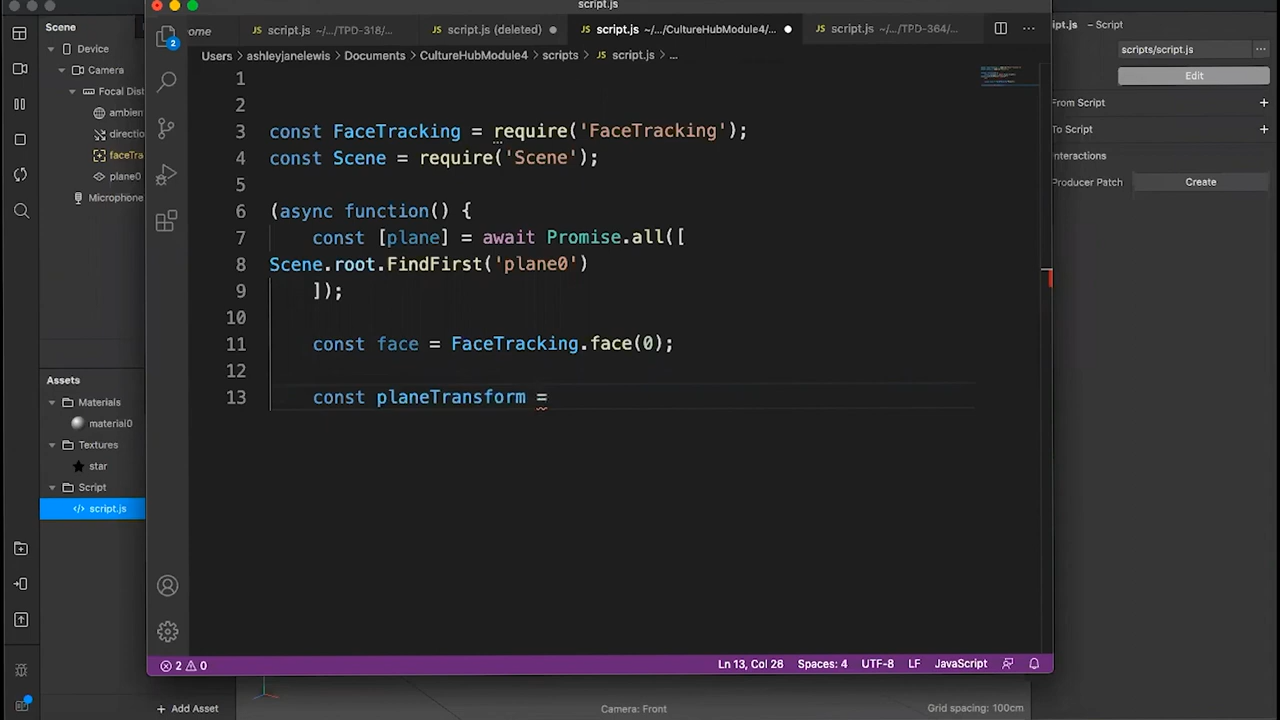 script.js
ome
JS script.js ~/.../TPD-318/...
JS script.js (deleted)
JS script.js ~/.../CultureHubModule4/...
JS script.js ~/.../TPD-364/...
js – Script
Users > ashleyjanelewis > Documents > CultureHubModule4 > scripts > JS script.js > ...
Scene
Device
Camera
Focal Dist
ambien
directio
faceTra
plane0
Microphone
Assets
Materials
material0
Textures
star
Script
script.js
2
1
2
3 const FaceTracking = require('FaceTracking');
4 const Scene = require('Scene');
5
6 (async function() {
7 const [plane] = await Promise.all([
8 Scene.root.FindFirst('plane0')
9 ]);
10
11 const face = FaceTracking.face(0);
12
13 const planeTransform =
scripts/script.js ...
Edit
From Script +
To Script +
Interactions
Producer Patch Create
2 0
Ln 13, Col 28 Spaces: 4 UTF-8 LF JavaScript
+ Add Asset
Camera: Front
Grid spacing: 100cm